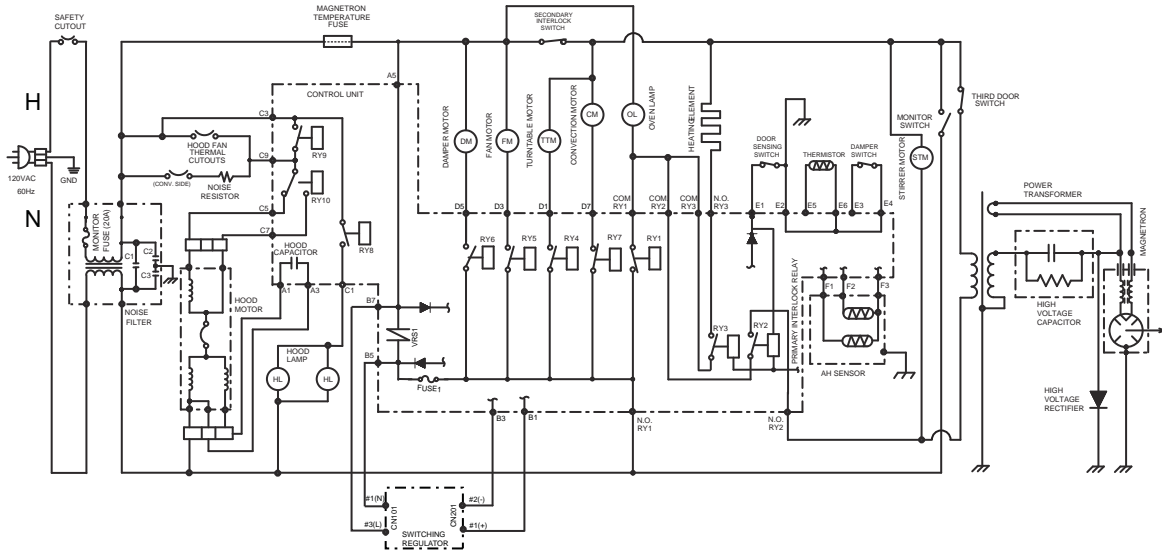 SAFETY
CUTOUT
MAGNETRON
TEMPERATURE
FUSE
SECONDARY
INTERLOCK
SWITCH
H
120VAC
60Hz
GND
N
MONITOR
FUSE (20A)
C1
C2
C3
NOISE
FILTER
HOOD FAN
THERMAL
CUTOUTS
(CONV. SIDE)
NOISE
RESISTOR
CONTROL UNIT
A5
C3
C9
C5
C7
RY9
RY10
RY8
HOOD
CAPACITOR
A1
A3
C1
HOOD
MOTOR
HOOD
LAMP
HL
HL
B7
B5
VRS1
FUSE1
DAMPER MOTOR
DM
FAN MOTOR
FM
TURNTABLE MOTOR
TTM
CONVECTION MOTOR
CM
OL
OVEN LAMP
HEATING ELEMENT
D5
D3
D1
D7
COM
RY1
COM
RY2
COM
RY3
N.O.
RY3
RY6
RY5
RY4
RY7
RY1
DOOR
SENSING
SWITCH
THERMISTOR
DAMPER
SWITCH
E1
E2
E5
E6
E3
E4
STIRRER MOTOR
STM
MONITOR
SWITCH
THIRD DOOR
SWITCH
RY3
RY2
PRIMARY INTERLOCK RELAY
F1
F2
F3
AH SENSOR
N.O.
RY1
N.O.
RY2
B3
B1
#1(N)
#3(L)
CN101
CN201
#2(-)
#1(+)
SWITCHING
REGULATOR
POWER
TRANSFORMER
MAGNETRON
HIGH
VOLTAGE
CAPACITOR
HIGH
VOLTAGE
RECTIFIER